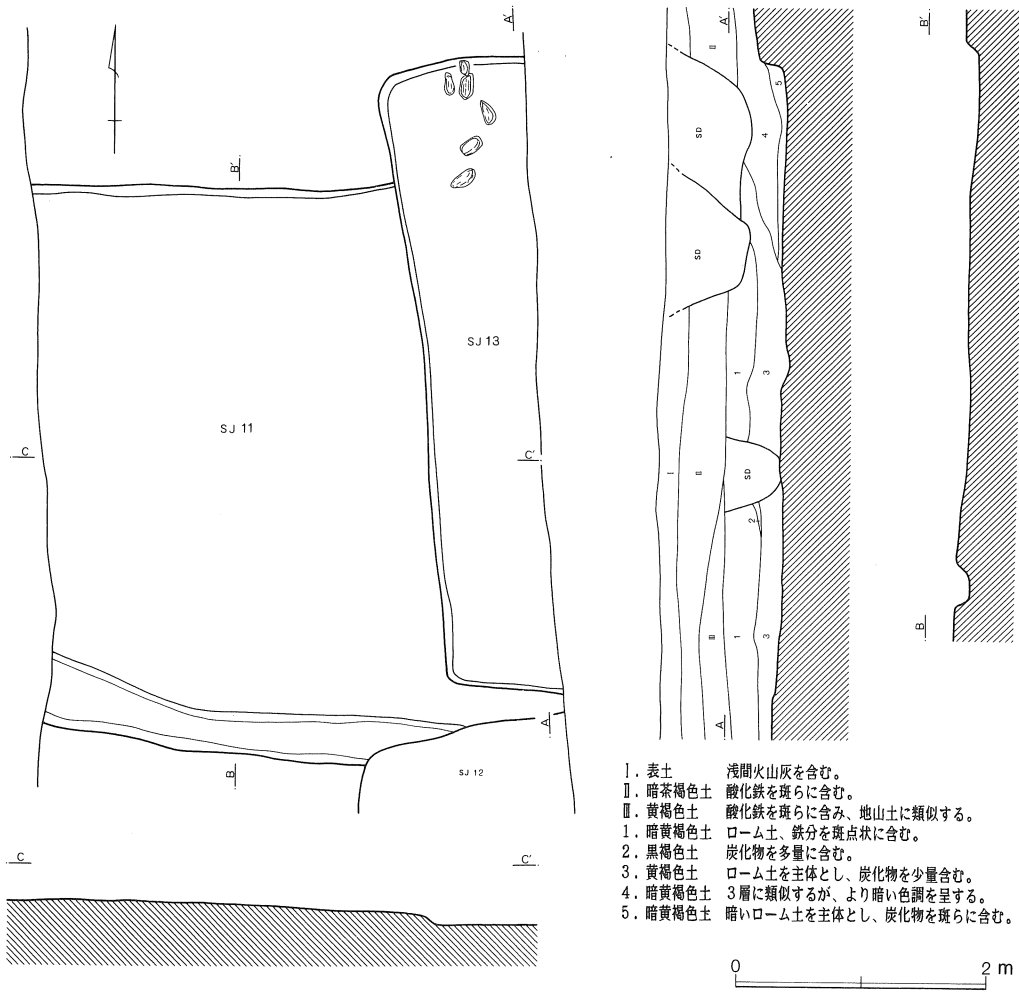 A'
B'
SJ 13
SJ 11
C
C'
A
B
SJ 12
C
C'
A'
II
5
SD
4
SD
1
3
I
II
SD
2
III
1
3
A
B'
B
I. 表土 浅間火山灰を含む。
II. 暗茶褐色土 酸化鉄を斑らに含む。
III. 黄褐色土 酸化鉄を斑らに含み、地山土に類似する。
1. 暗黄褐色土 ローム土、鉄分を斑点状に含む。
2. 黒褐色土 炭化物を多量に含む。
3. 黄褐色土 ローム土を主体とし、炭化物を少量含む。
4. 暗黄褐色土 3層に類似するが、より暗い色調を呈する。
5. 暗黄褐色土 暗いローム土を主体とし、炭化物を斑らに含む。
0 2 m